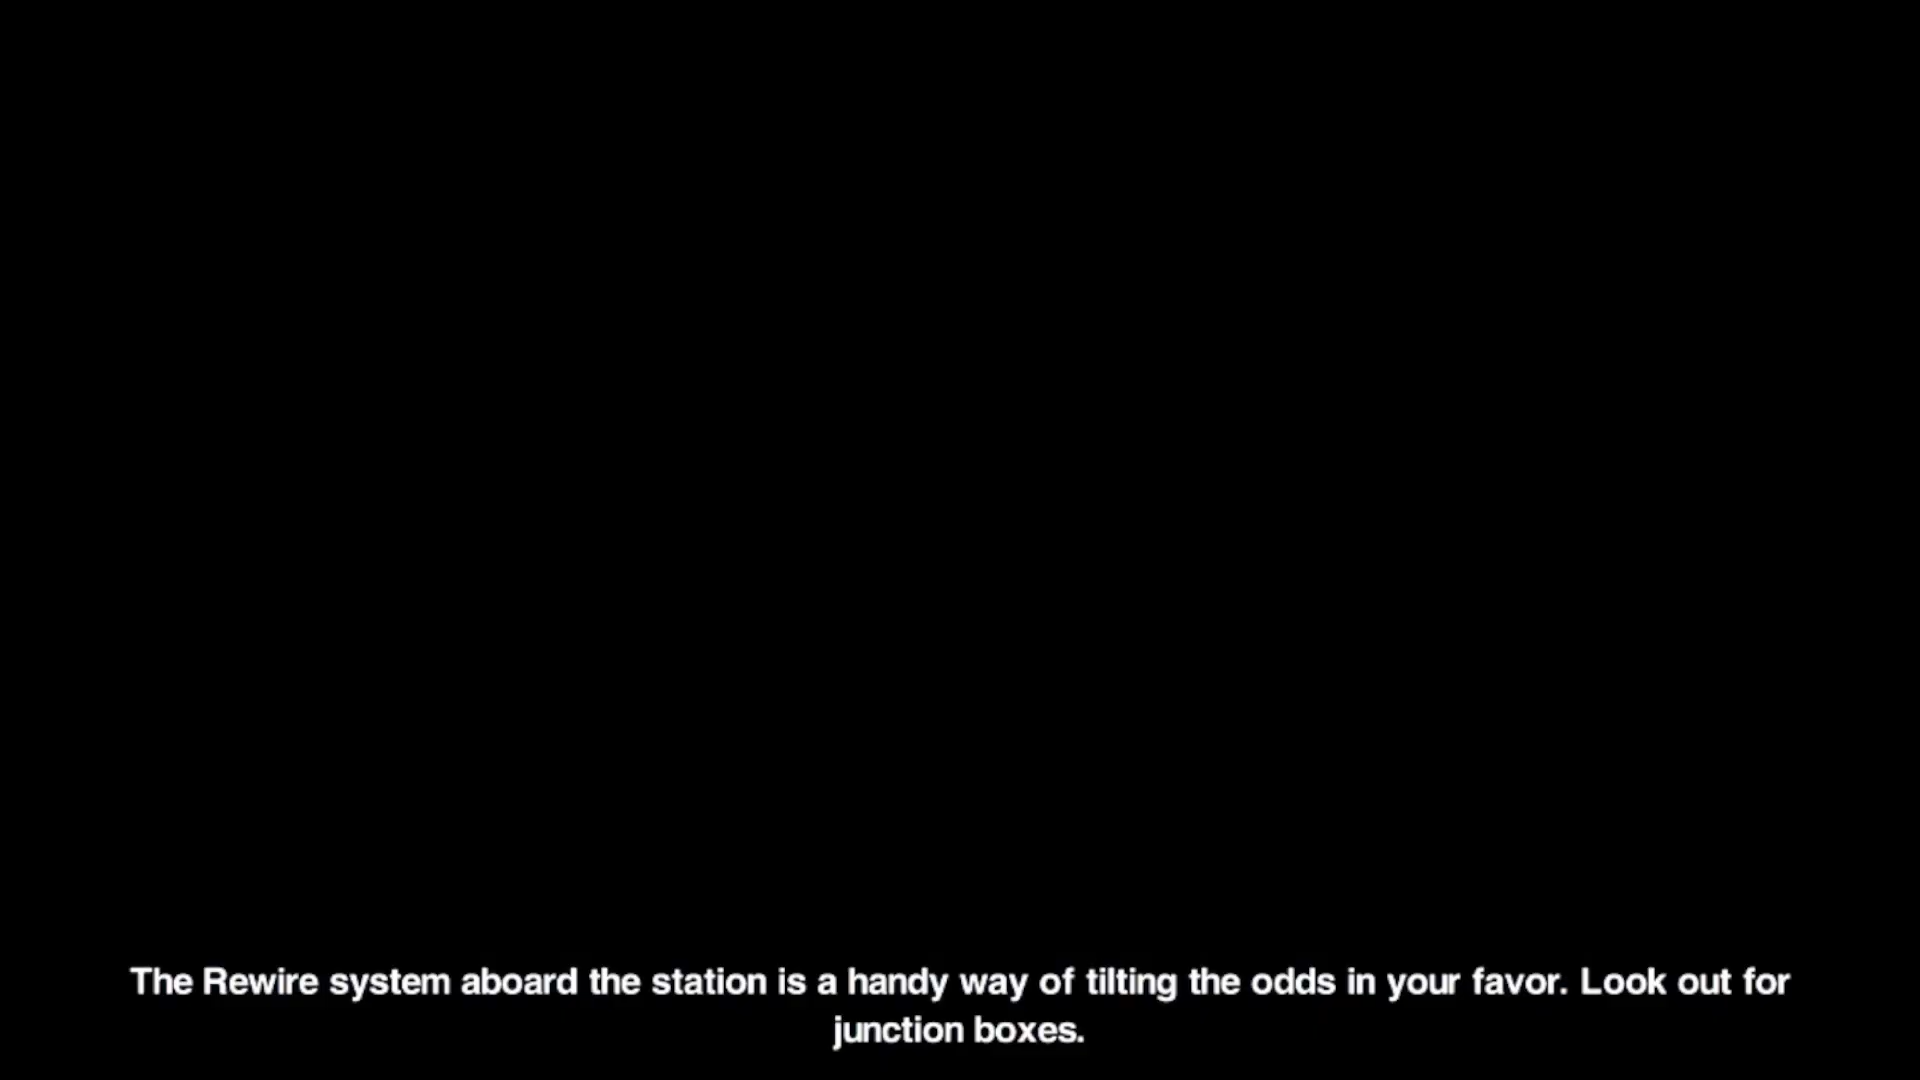 The Rewire system aboard the station is a handy way of tilting the odds in your favor. Look out for
junction boxes.